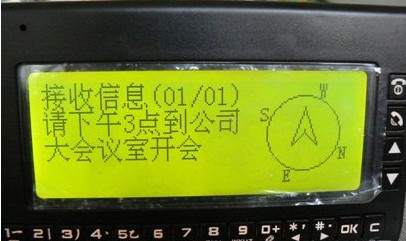 接收信息(01/01)
请下午3点到公司
大会议室开会
W
S
N
E
1- 2| 3) 4· 5 6 7 8 9 0+ *, #· OK C